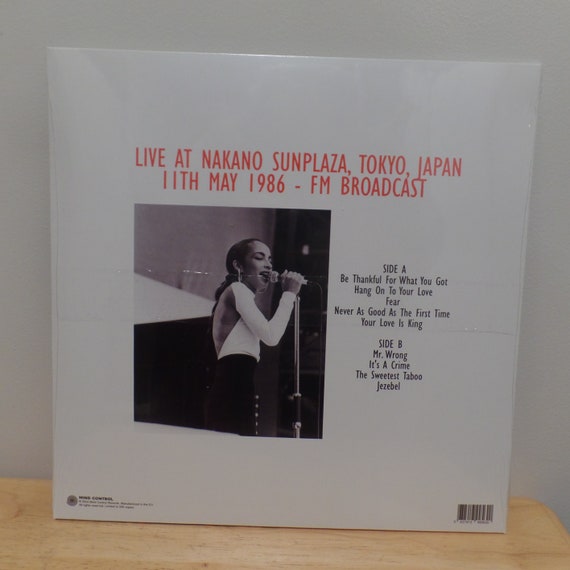 LIVE AT NAKANO SUNPLAZA, TOKYO, JAPAN
11TH MAY 1986 - FM BROADCAST
SIDE A
Be Thankful For What You Got
Hang On To Your Love
Fear
Never As Good As The First Time
Your Love Is King
SIDE B
Mr. Wrong
It's A Crime
The Sweetest Taboo
Jezebel
MIND CONTROL